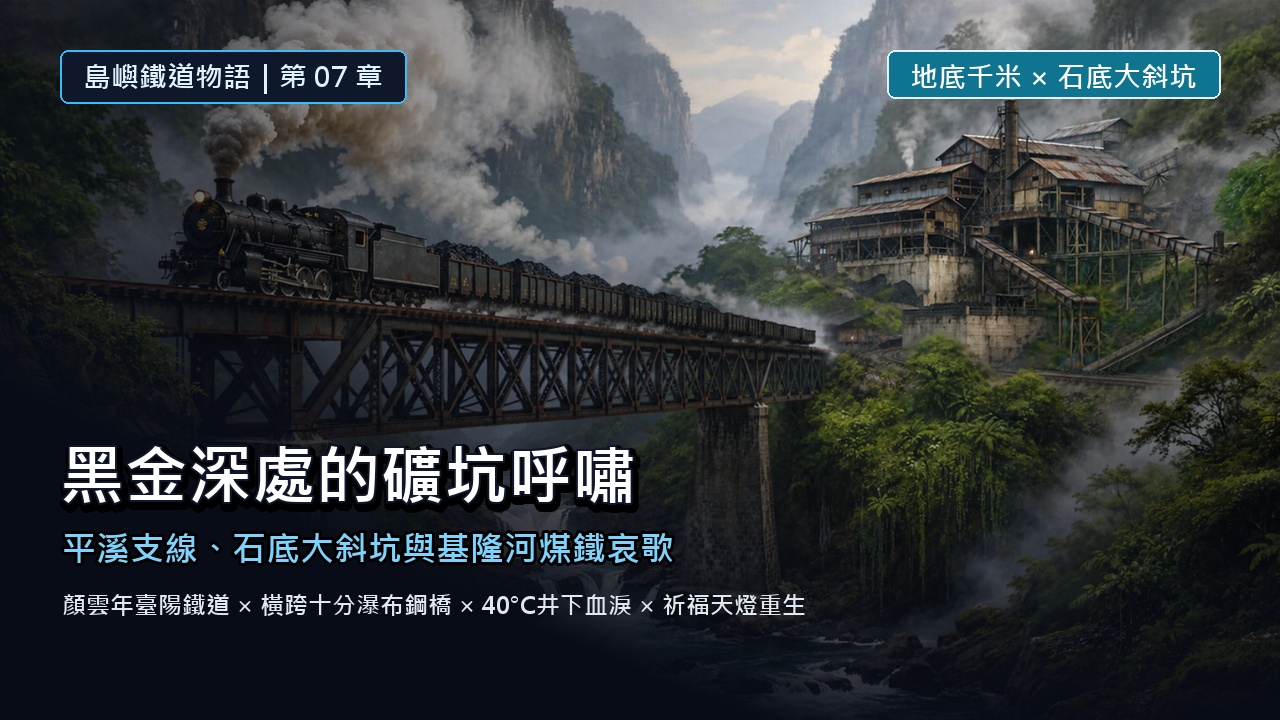 島嶼鐵道物語 | 第 07 章
地底千米 × 石底大斜坑
黑金深處的礦坑呼嘯
平溪支線、石底大斜坑與基隆河煤鐵哀歌
顏雲年臺陽鐵道 × 橫跨十分瀑布鋼橋 × 40°C井下血淚 × 祈福天燈重生